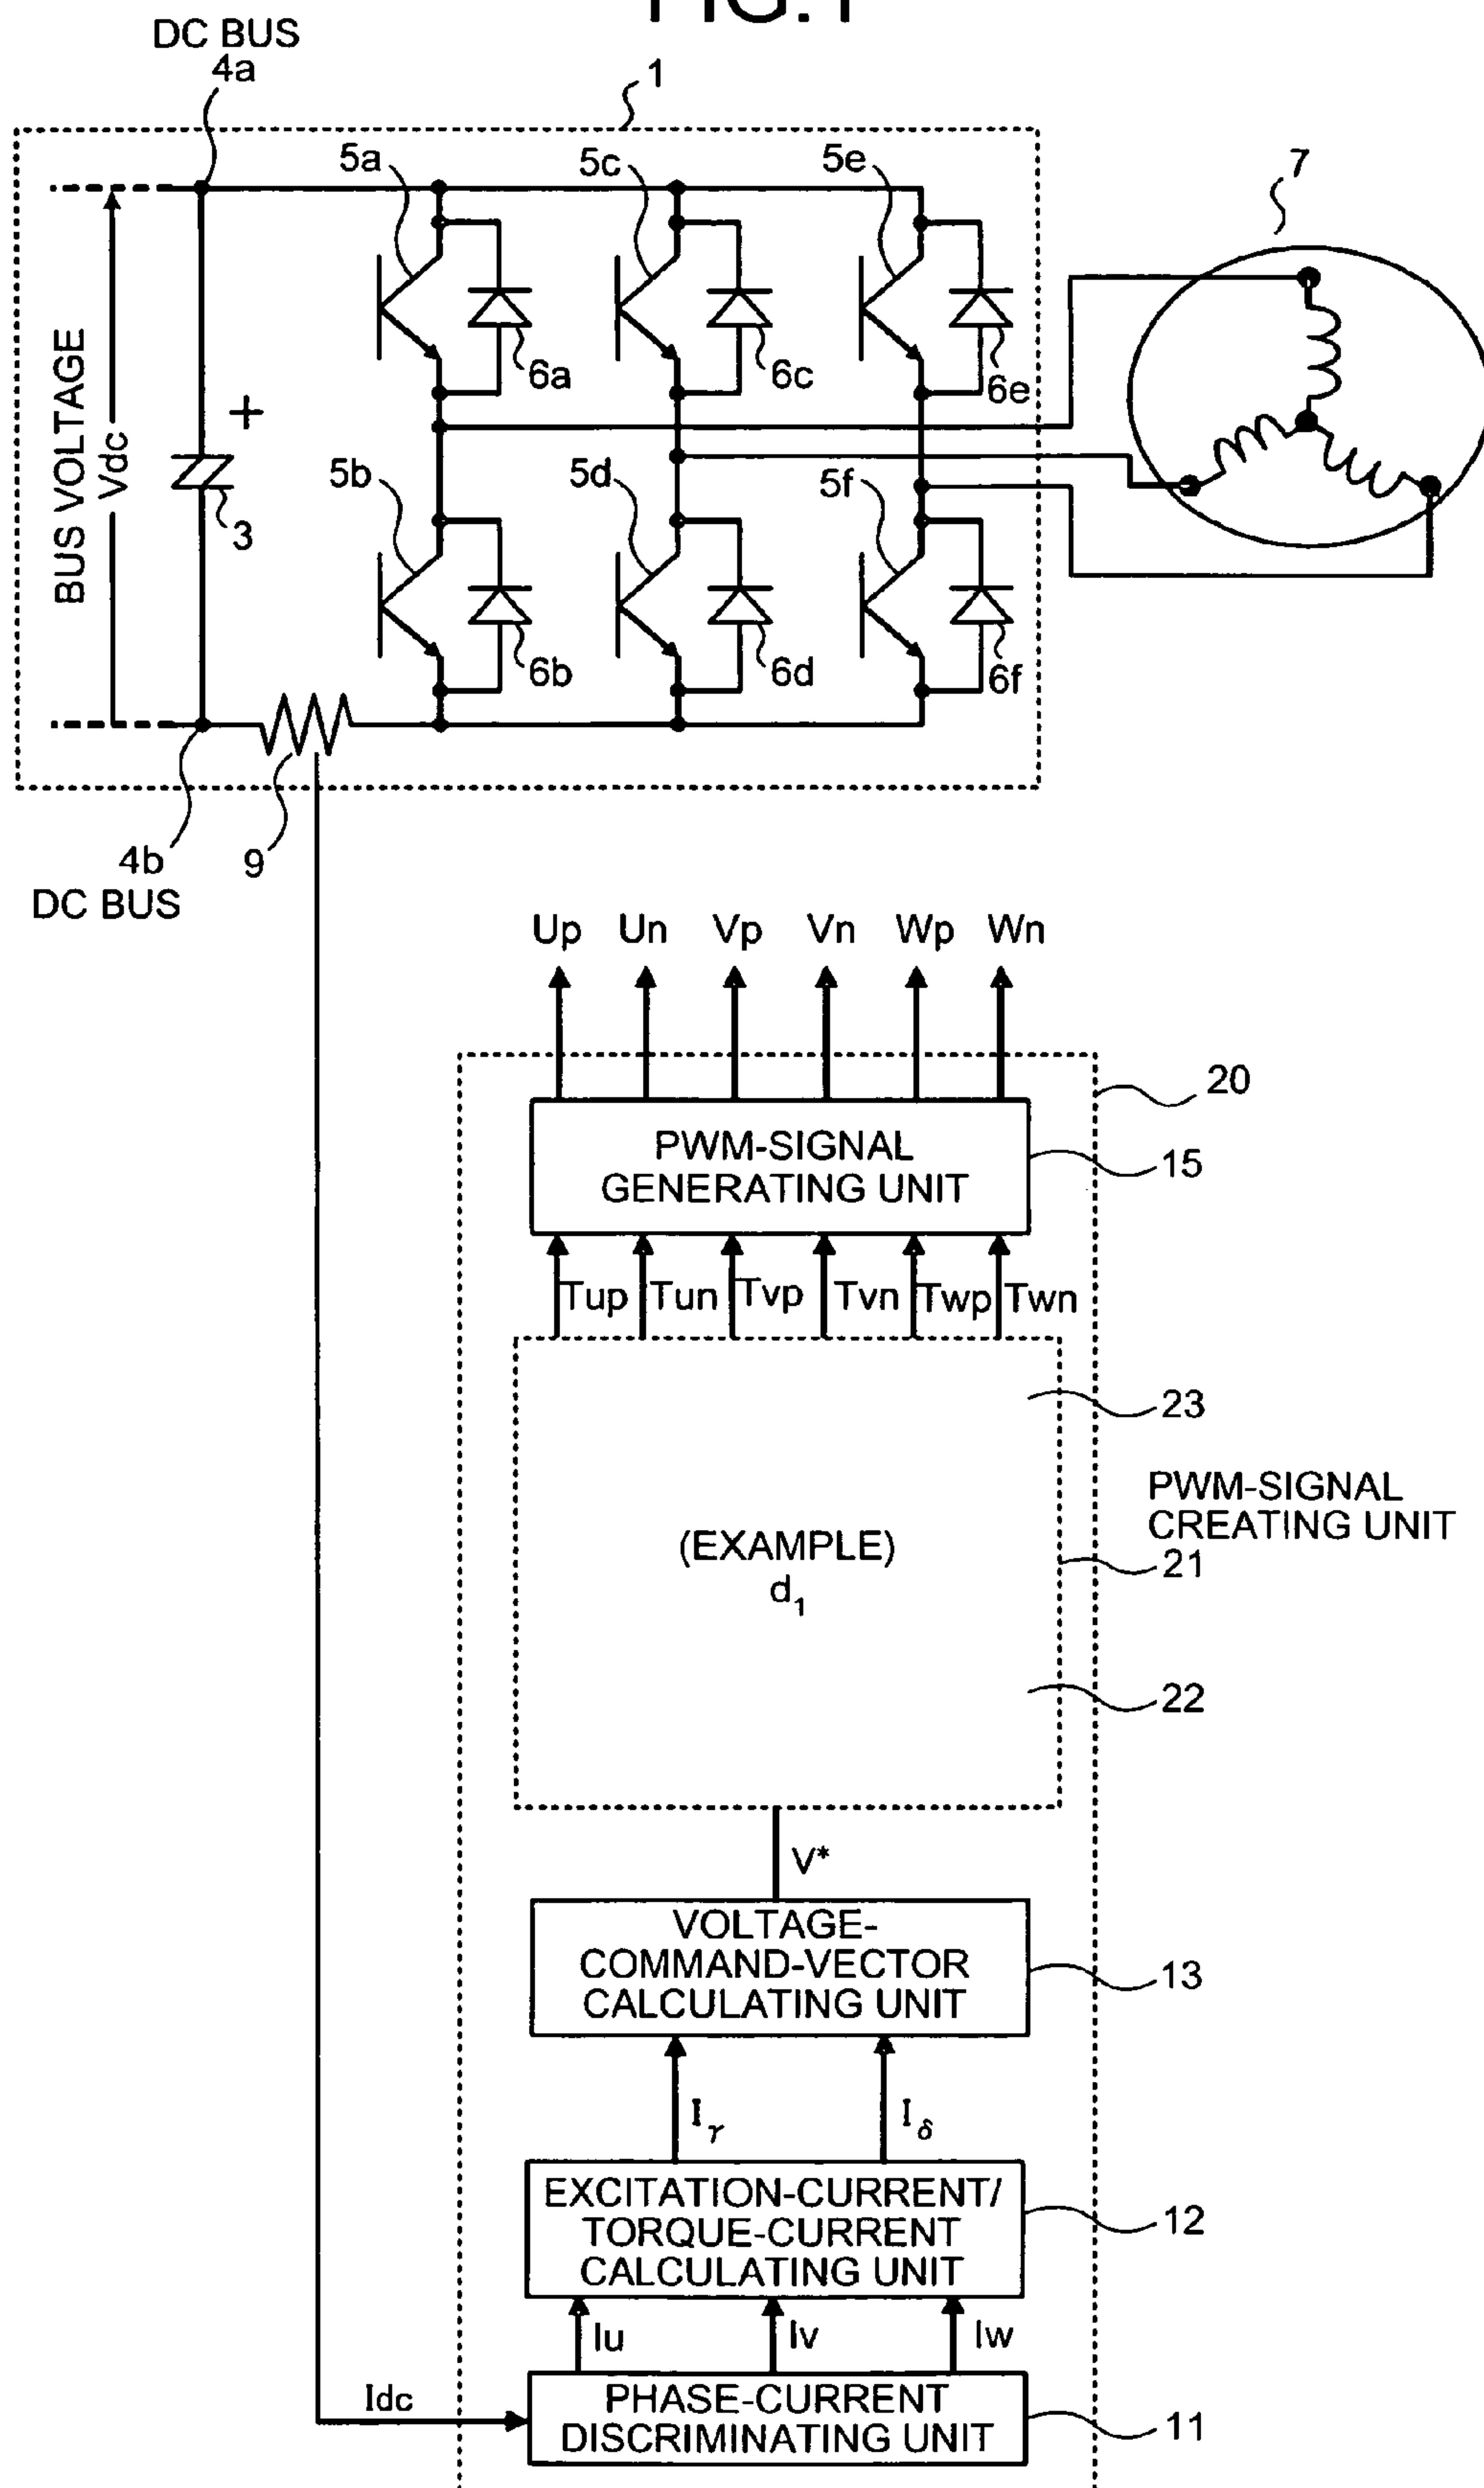 FIG.1
DC BUS
4a
1
5a
5c
5e
7
6a
6c
6e
BUS VOLTAGE
Vdc
+
3
5b
5d
5f
6b
6d
6f
4b
DC BUS
9
Up Un Vp Vn Wp Wn
20
PWM-SIGNAL
GENERATING UNIT
15
Tup Tun Tvp Tvn Twp Twn
23
PWM-SIGNAL
CREATING UNIT
21
(EXAMPLE)
d₁
22
V*
VOLTAGE-
COMMAND-VECTOR
CALCULATING UNIT
13
Iγ Iδ
EXCITATION-CURRENT/
TORQUE-CURRENT
CALCULATING UNIT
12
Iu Iv Iw
Idc
PHASE-CURRENT
DISCRIMINATING UNIT
11